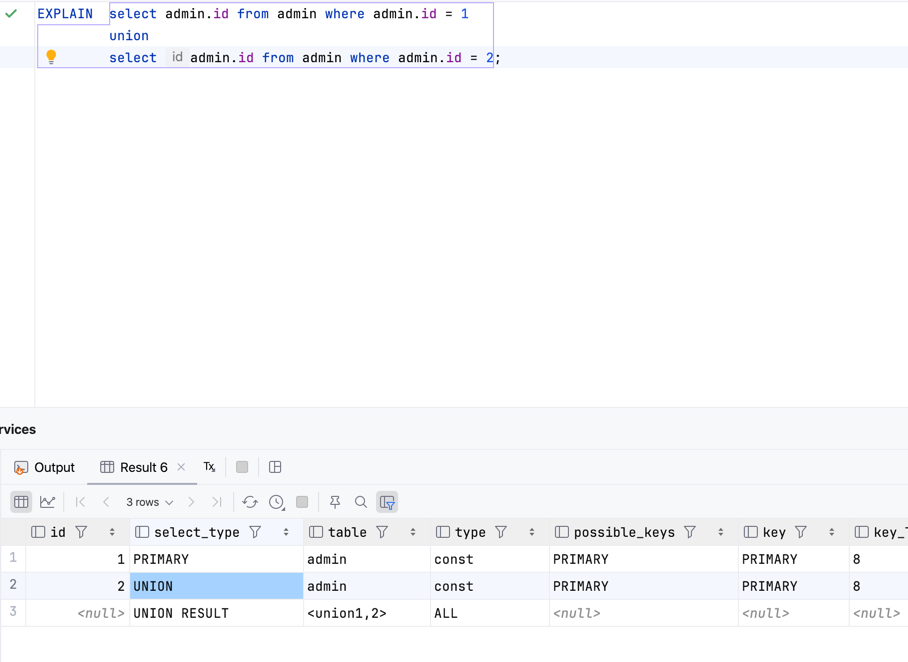 EXPLAIN select admin.id from admin where admin.id = 1
union
select id admin.id from admin where admin.id = 2;
rvices
Output Result 6 Tx
3 rows
id select_type table type possible_keys key key_
1 1 PRIMARY admin const PRIMARY PRIMARY 8
2 2 UNION admin const PRIMARY PRIMARY 8
3 <null> UNION RESULT <union1,2> ALL <null> <null> <null>